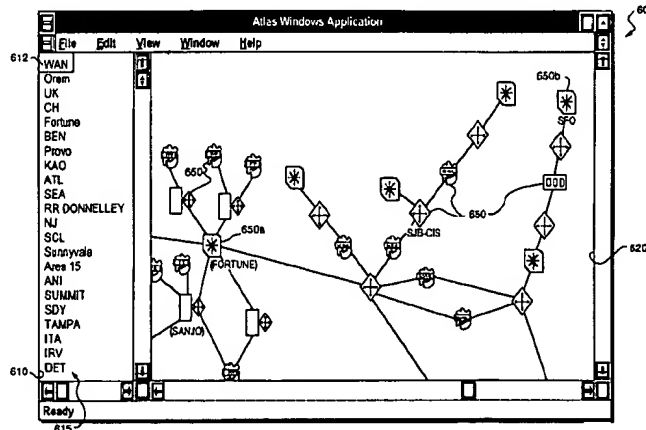 60
Atlas Windows Application
File Edit View Window Help
612
WAN
Orem
UK
CH
Fortune
BEN
Provo
KAO
ATL
SEA
RR DONNELLEY
NJ
SCL
Sunnyvale
Area 15
ANI
SUMMIT
SDY
TAMPA
ITA
IRV
DET
650b
SFO
650
650
SJB-CIS
650a
(FORTUNE)
620
(SANJO)
610
Ready
615